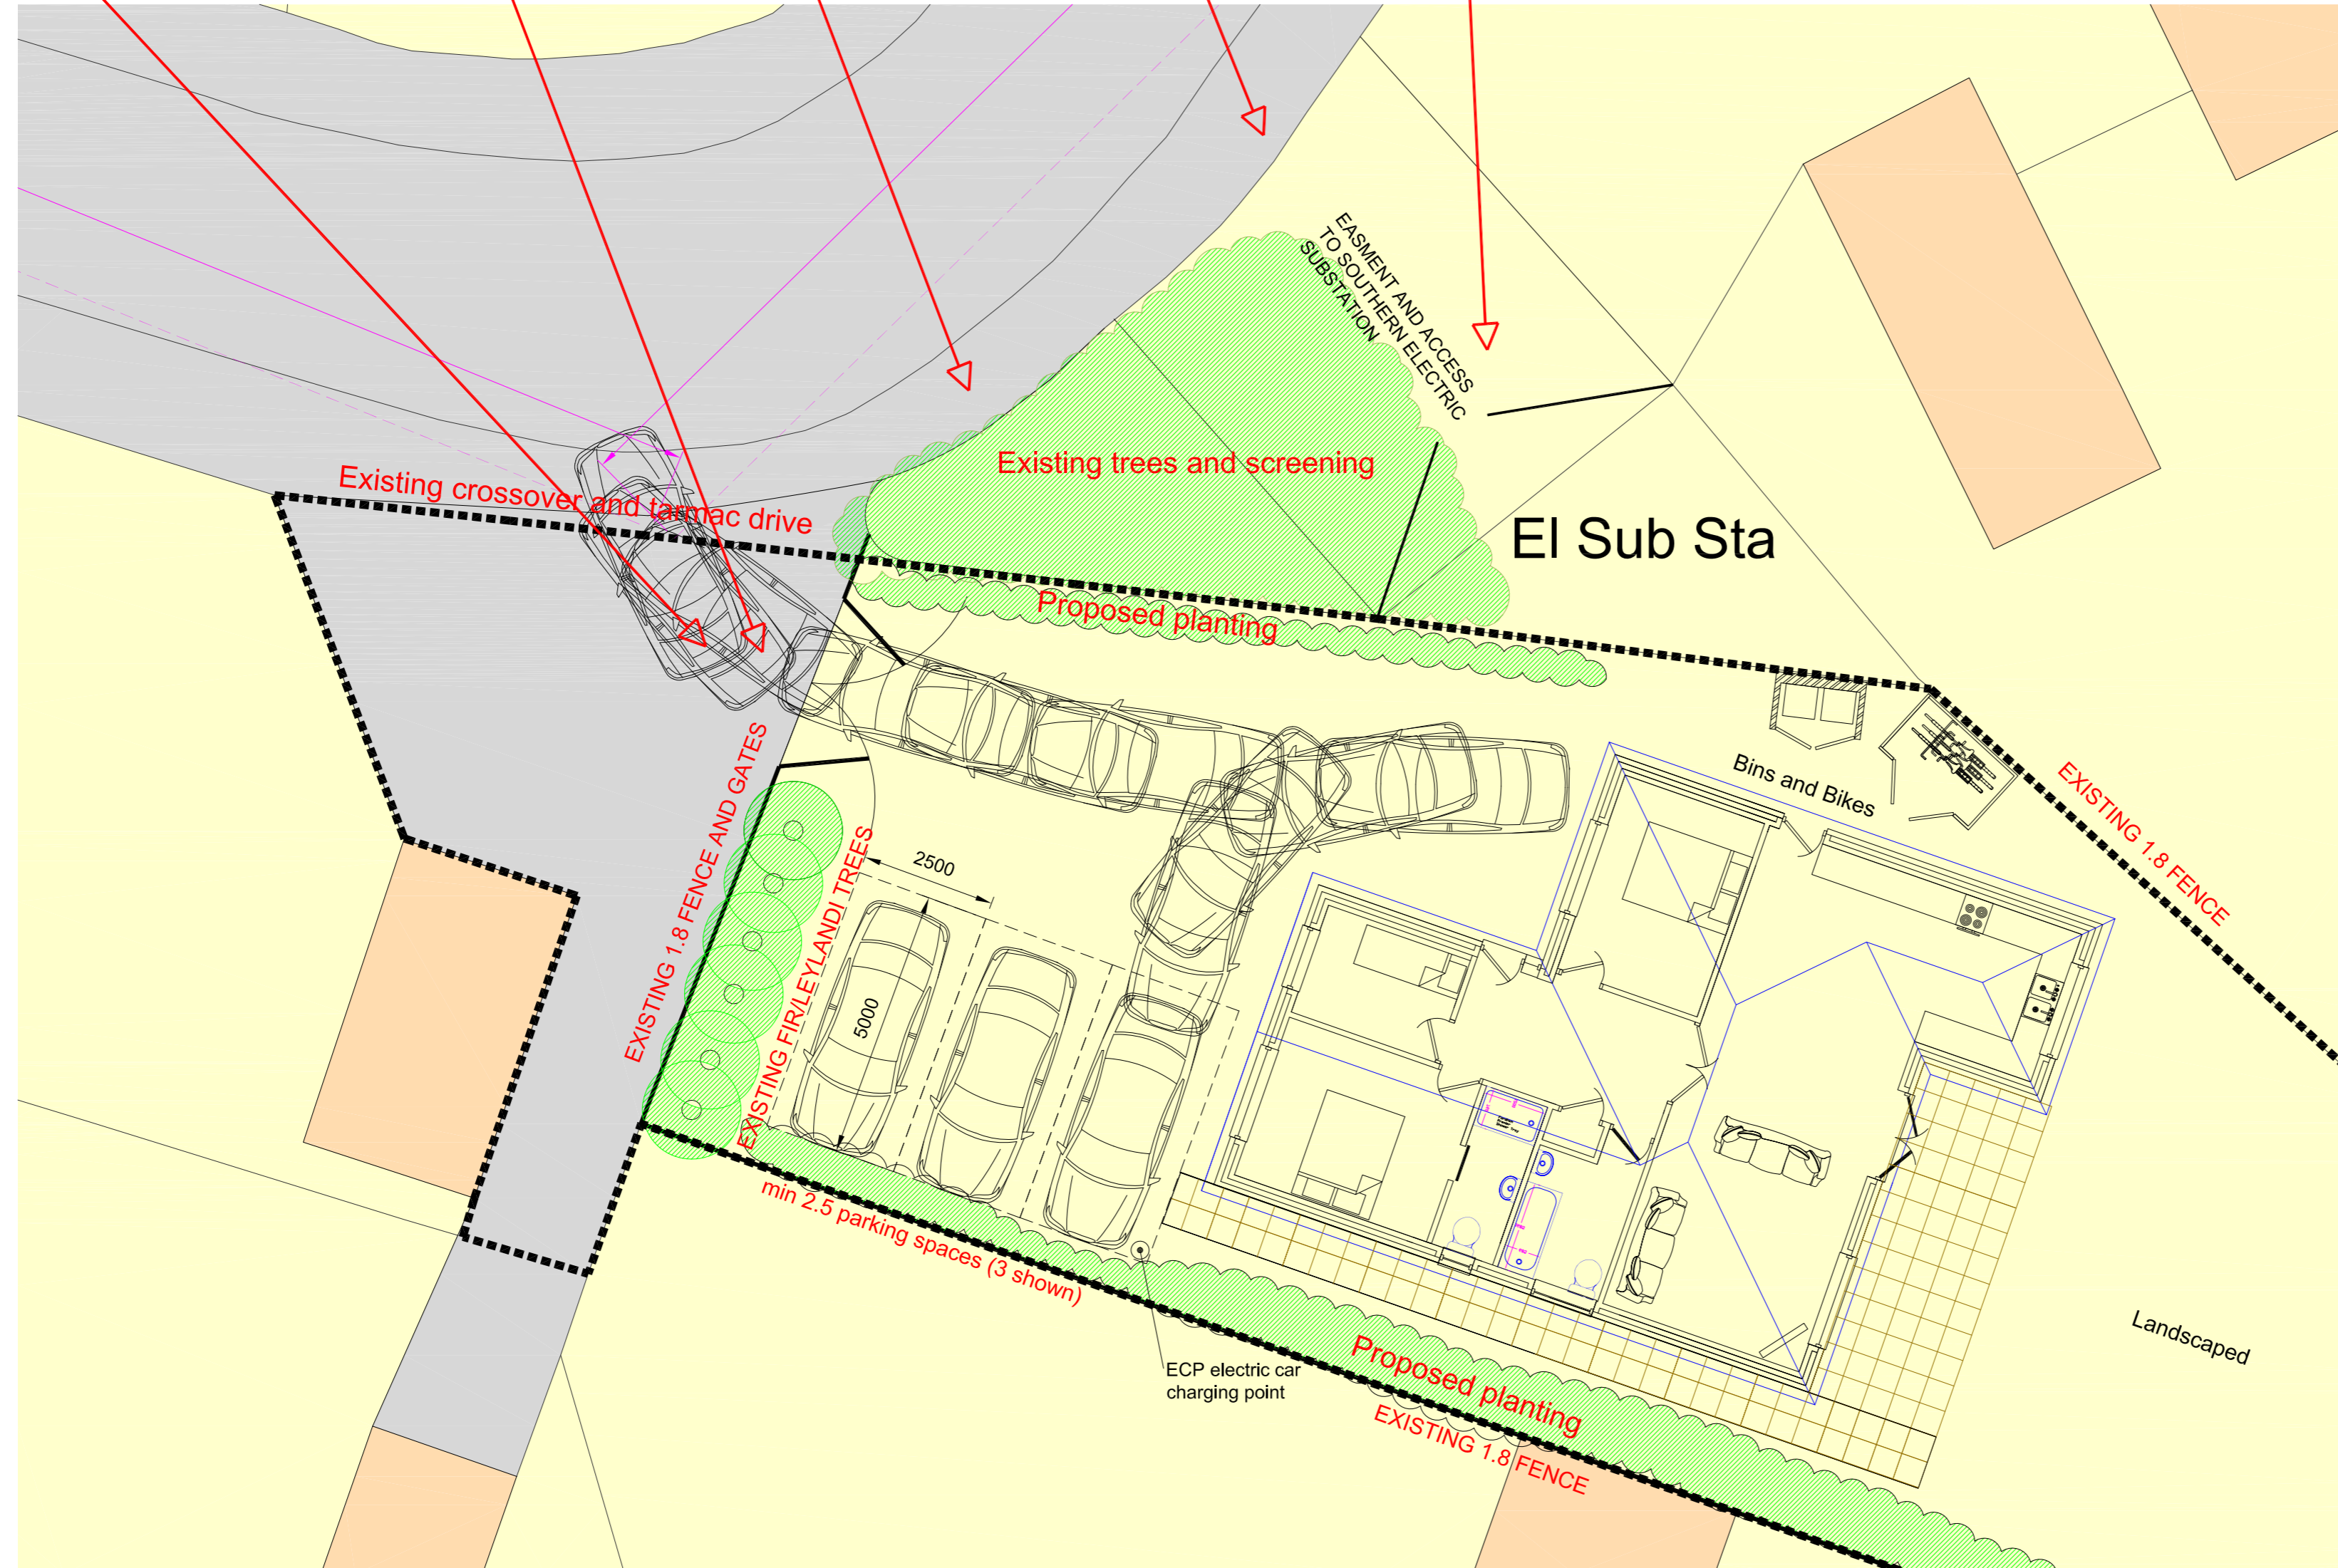 EASMENT AND ACCESS
TO SOUTHERN ELECTRIC
SUBSTATION
Existing trees and screening
Existing crossover and tarmac drive
El Sub Sta
Proposed planting
Bins and Bikes
EXISTING 1.8 FENCE
EXISTING 1.8 FENCE AND GATES
EXISTING FIR/LEYLANDI TREES
2500
5000
min 2.5 parking spaces (3 shown)
ECP electric car
charging point
Proposed planting
EXISTING 1.8 FENCE
Landscaped